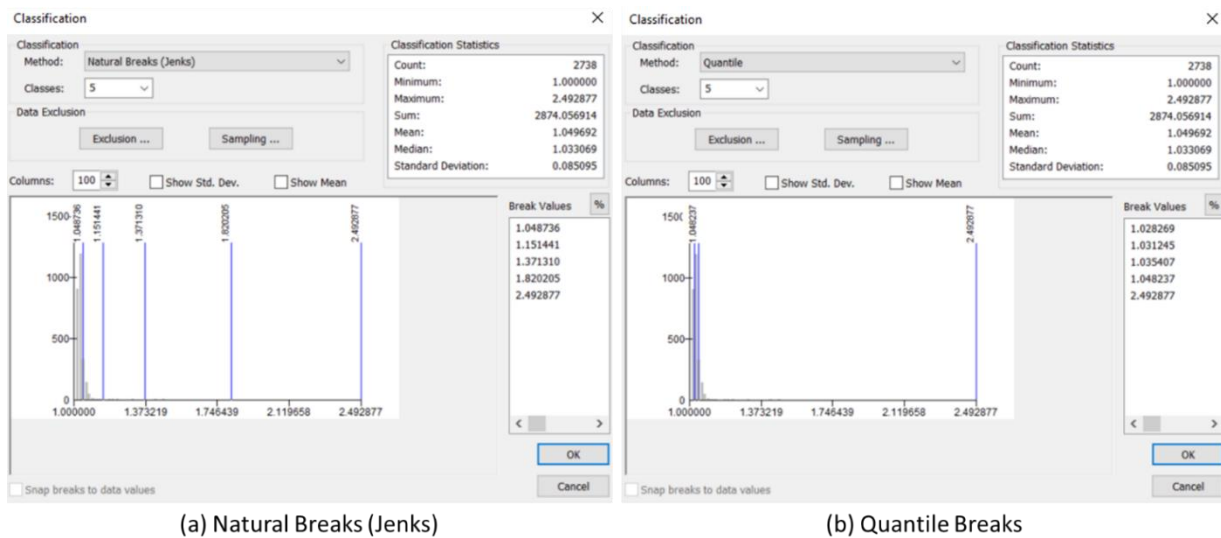 Classification
Classification
Method: Natural Breaks (Jenks)
Classes: 5
Data Exclusion
Exclusion ... Sampling ...
Columns: 100 Show Std. Dev. Show Mean
Classification Statistics
Count: 2738
Minimum: 1.000000
Maximum: 2.492877
Sum: 2874.056914
Mean: 1.049692
Median: 1.033069
Standard Deviation: 0.085095
1500
1000
500
0
1.048736
1.151441
1.371310
1.820205
2.492877
1.000000 1.373219 1.746439 2.119658 2.492877
Break Values %
1.048736
1.151441
1.371310
1.820205
2.492877
OK
Cancel
Snap breaks to data values
(a) Natural Breaks (Jenks)
Classification
Classification
Method: Quantile
Classes: 5
Data Exclusion
Exclusion ... Sampling ...
Columns: 100 Show Std. Dev. Show Mean
Classification Statistics
Count: 2738
Minimum: 1.000000
Maximum: 2.492877
Sum: 2874.056914
Mean: 1.049692
Median: 1.033069
Standard Deviation: 0.085095
1000
500
0
1.048237
2.492877
1.000000 1.373219 1.746439 2.119658 2.492877
Break Values %
1.028269
1.031245
1.035407
1.048237
2.492877
OK
Cancel
Snap breaks to data values
(b) Quantile Breaks